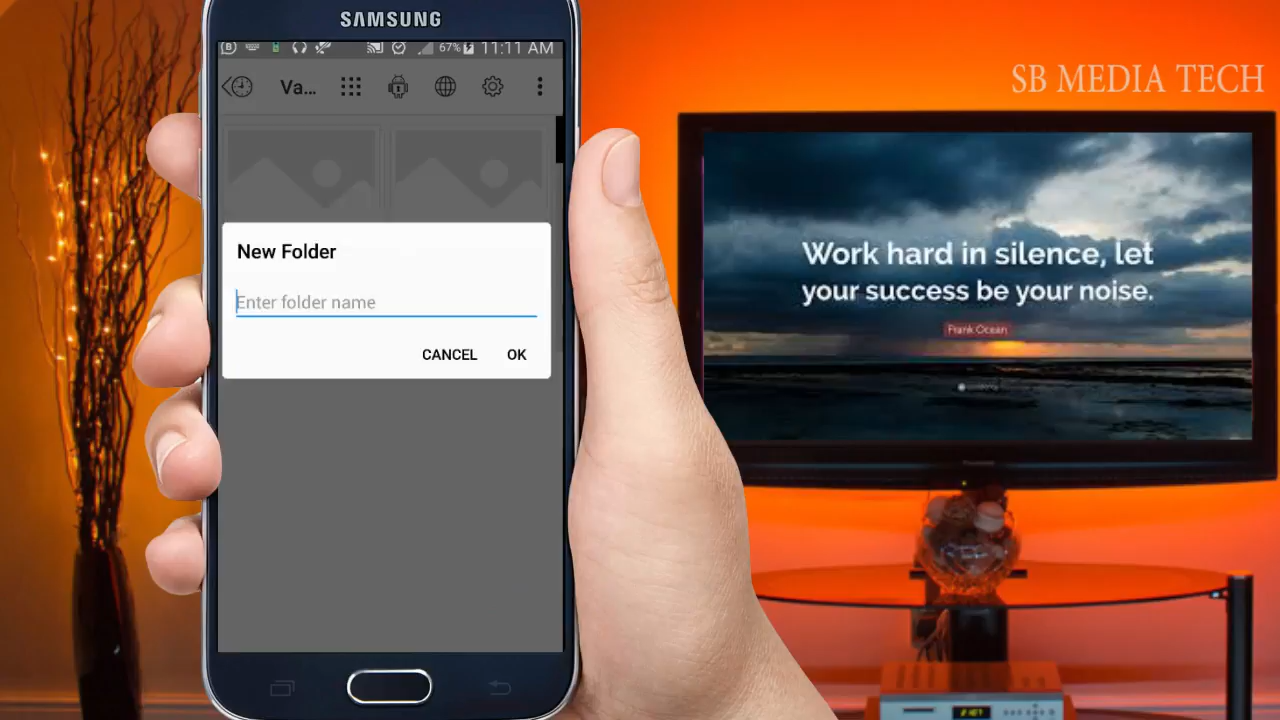 SAMSUNG
67% 11:11 AM
Va...
New Folder
Enter folder name
CANCEL OK
SB MEDIA TECH
Work hard in silence, let
your success be your noise.
Frank Ocean